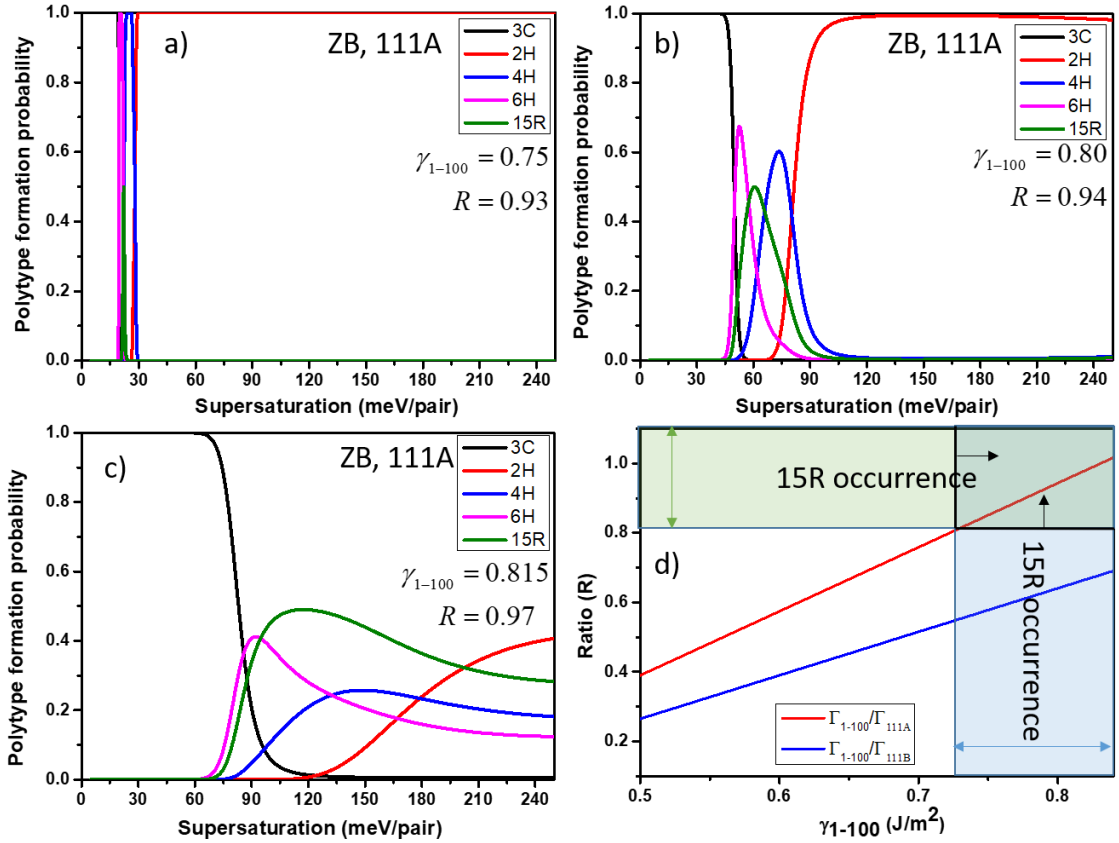 a)
ZB, 111A
3C
2H
4H
6H
15R
γ1–100 = 0.75
R = 0.93
Polytype formation probability
1.0
0.8
0.6
0.4
0.2
0.0
0 30 60 90 120 150 180 210 240
Supersaturation (meV/pair)
b)
ZB, 111A
3C
2H
4H
6H
15R
γ1–100 = 0.80
R = 0.94
Polytype formation probability
1.0
0.8
0.6
0.4
0.2
0.0
0 30 60 90 120 150 180 210 240
Supersaturation (meV/pair)
c)
ZB, 111A
3C
2H
4H
6H
15R
γ1–100 = 0.815
R = 0.97
Polytype formation probability
1.0
0.8
0.6
0.4
0.2
0.0
0 30 60 90 120 150 180 210 240
Supersaturation (meV/pair)
15R occurrence
d)
15R occurrence
Ratio (R)
1.0
0.8
0.6
0.4
0.2
Γ1-100/Γ111A
Γ1-100/Γ111B
0.5 0.6 0.7 0.8
γ1-100 (J/m²)